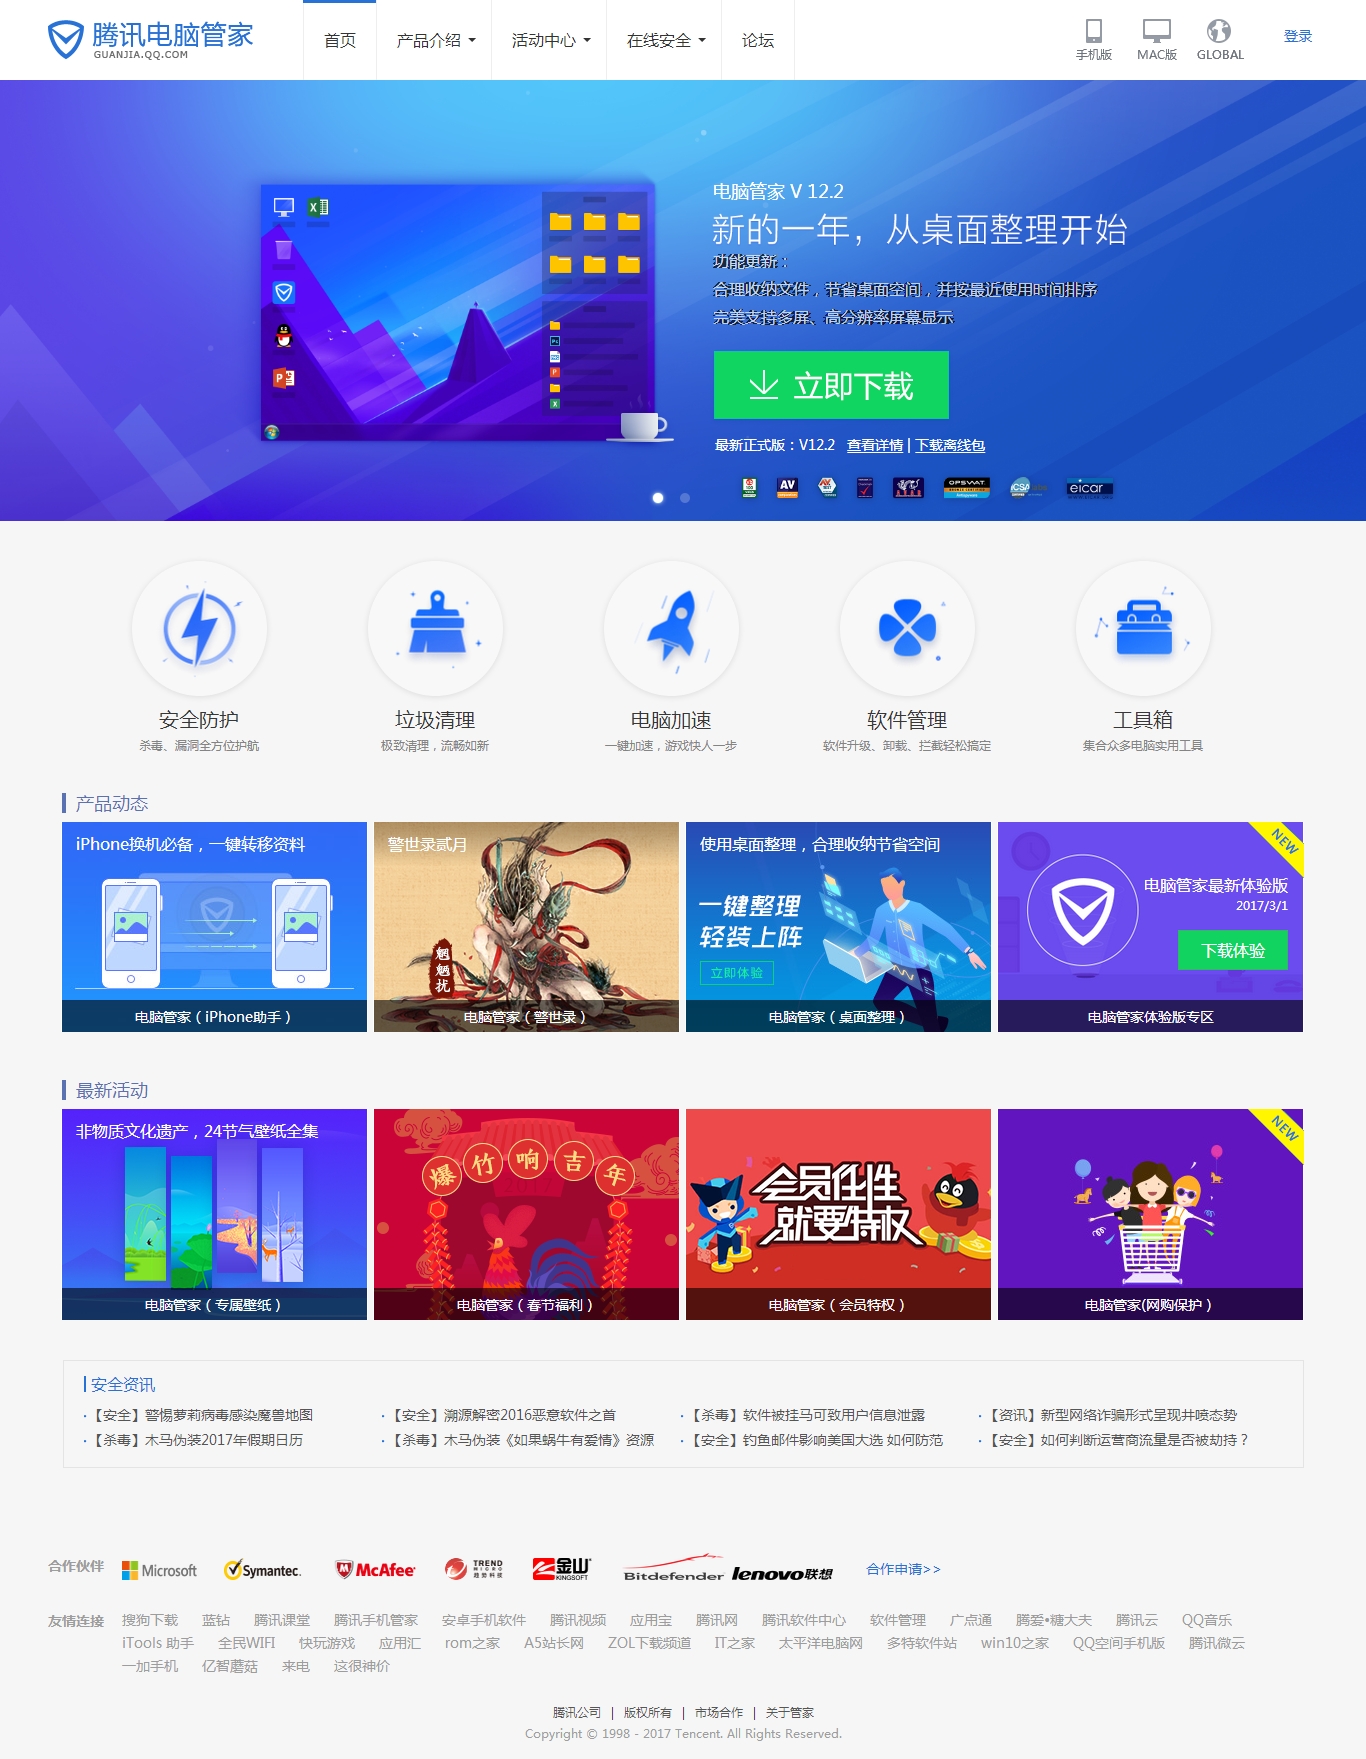 腾讯电脑管家
GUANJIA.QQ.COM
首页 产品介绍 活动中心 在线安全 论坛
手机版 MAC版 GLOBAL 登录
电脑管家 V 12.2
新的一年，从桌面整理开始
功能更新：
合理收纳文件，节省桌面空间，并按最近使用时间排序
完美支持多屏、高分辨率屏幕显示
立即下载
最新正式版：V12.2 查看详情 | 下载离线包
AV OPSWAT. ICSA eicar
安全防护 垃圾清理 电脑加速 软件管理 工具箱
杀毒、漏洞全方位护航 极致清理，流畅如新 一键加速，游戏快人一步 软件升级、卸载、拦截轻松搞定 集合众多电脑实用工具
产品动态
iPhone换机必备，一键转移资料
电脑管家（iPhone助手）
警世录贰月
魍魉扰
电脑管家（警世录）
使用桌面整理，合理收纳节省空间
一键整理
轻装上阵
立即体验
电脑管家（桌面整理）
NEW
电脑管家最新体验版
2017/3/1
下载体验
电脑管家体验版专区
最新活动
非物质文化遗产，24节气壁纸全集
电脑管家（专属壁纸）
爆竹响吉年
电脑管家（春节福利）
会员任性
就要特权
电脑管家（会员特权）
NEW
电脑管家(网购保护）
安全资讯
·【安全】警惕萝莉病毒感染魔兽地图 ·【安全】溯源解密2016恶意软件之首 ·【杀毒】软件被挂马可致用户信息泄露 ·【资讯】新型网络诈骗形式呈现井喷态势
·【杀毒】木马伪装2017年假期日历 ·【杀毒】木马伪装《如果蜗牛有爱情》资源 ·【安全】钓鱼邮件影响美国大选 如何防范 ·【安全】如何判断运营商流量是否被劫持？
合作伙伴 Microsoft Symantec. McAfee TREND MICRO 趋势科技 金山 KINGSOFT Bitdefender lenovo联想 合作申请>>
友情连接 搜狗下载 蓝钻 腾讯课堂 腾讯手机管家 安卓手机软件 腾讯视频 应用宝 腾讯网 腾讯软件中心 软件管理 广点通 腾爱•糖大夫 腾讯云 QQ音乐
iTools 助手 全民WIFI 快玩游戏 应用汇 rom之家 A5站长网 ZOL下载频道 IT之家 太平洋电脑网 多特软件站 win10之家 QQ空间手机版 腾讯微云
一加手机 亿智蘑菇 来电 这很神价
腾讯公司 | 版权所有 | 市场合作 | 关于管家
Copyright © 1998 - 2017 Tencent. All Rights Reserved.